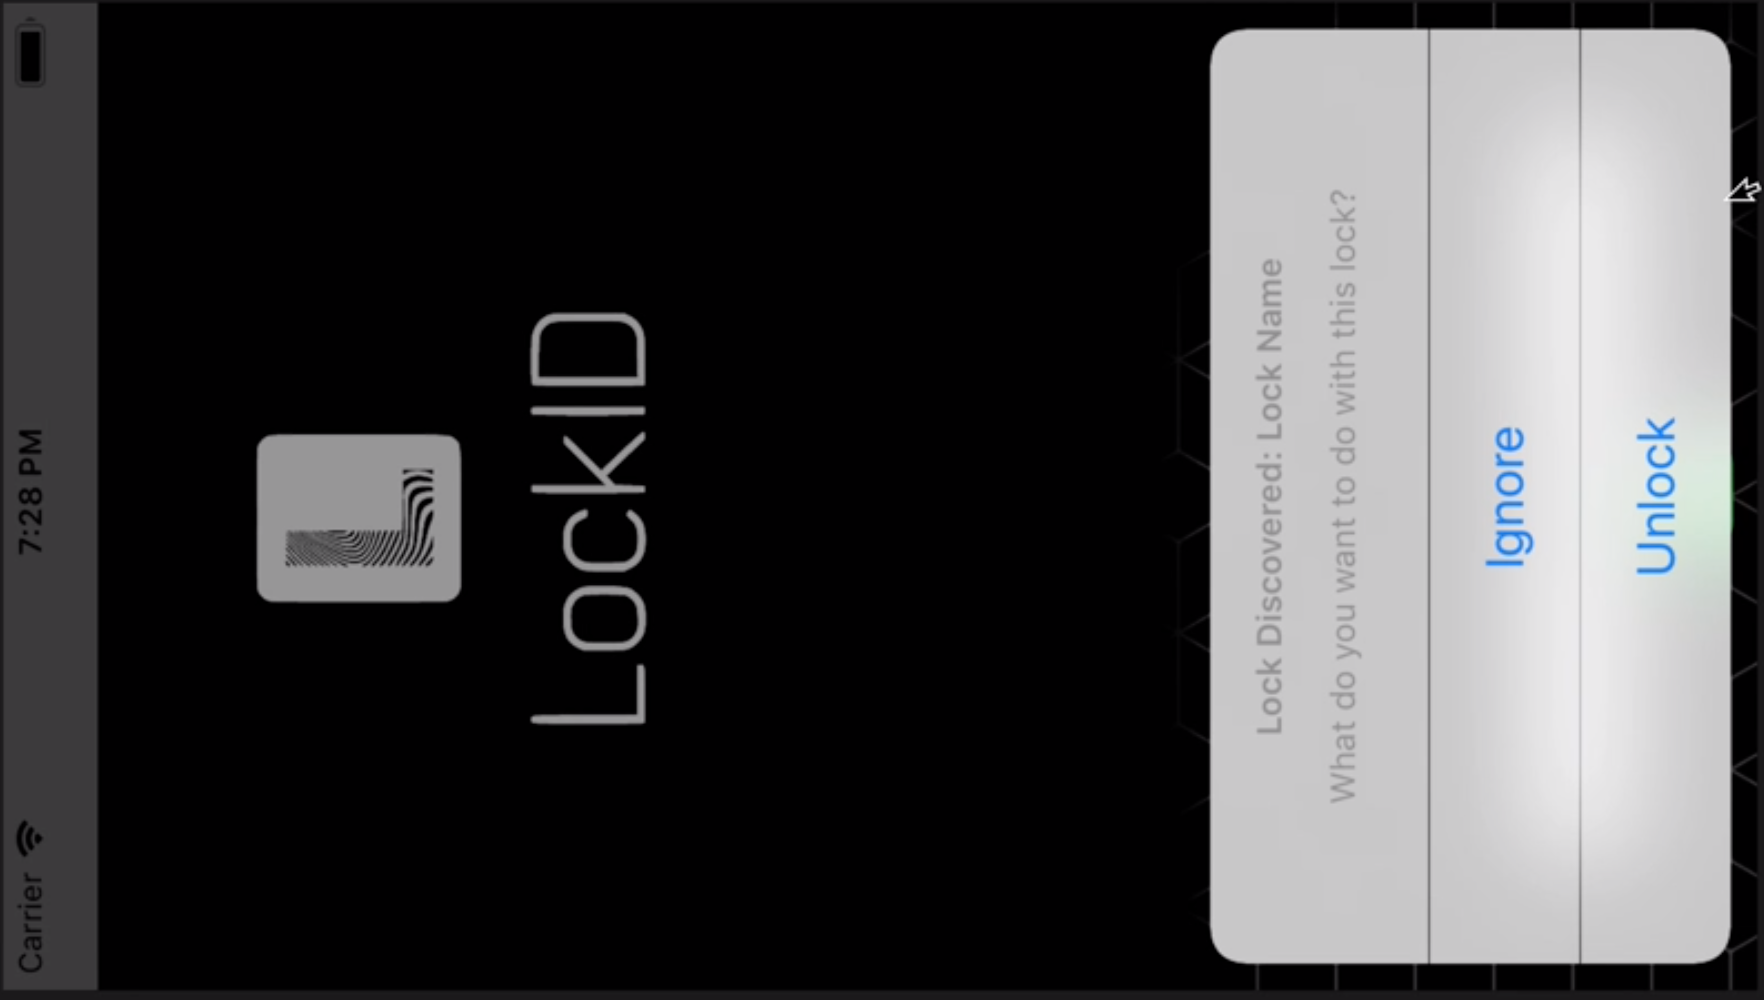 Carrier 7:28 PM
LOCKID
Lock Discovered: Lock Name
What do you want to do with this lock?
Ignore
Unlock